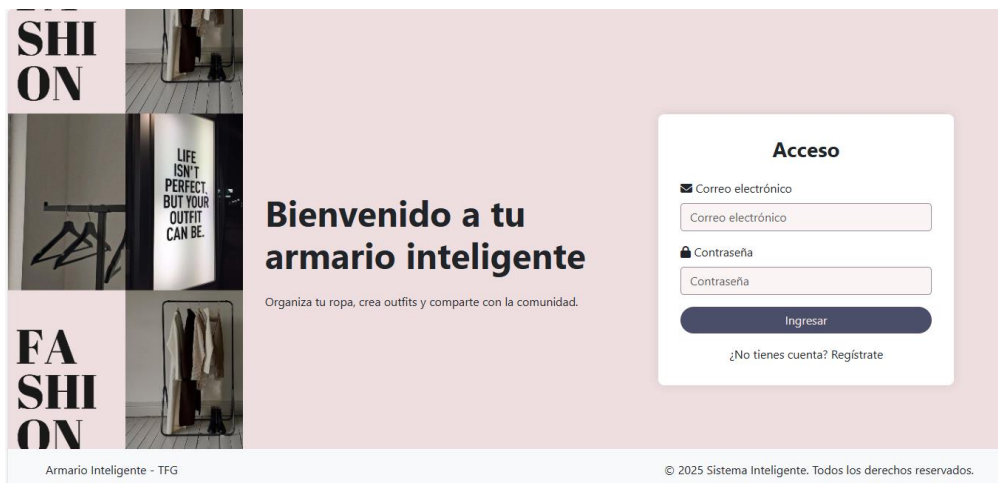 FA
SHI
ON
LIFE
ISN'T
PERFECT,
BUT YOUR
OUTFIT
CAN BE.
FA
SHI
ON
Bienvenido a tu
armario inteligente
Organiza tu ropa, crea outfits y comparte con la comunidad.
Acceso
Correo electrónico
Correo electrónico
Contraseña
Contraseña
Ingresar
¿No tienes cuenta? Regístrate
Armario Inteligente - TFG
© 2025 Sistema Inteligente. Todos los derechos reservados.